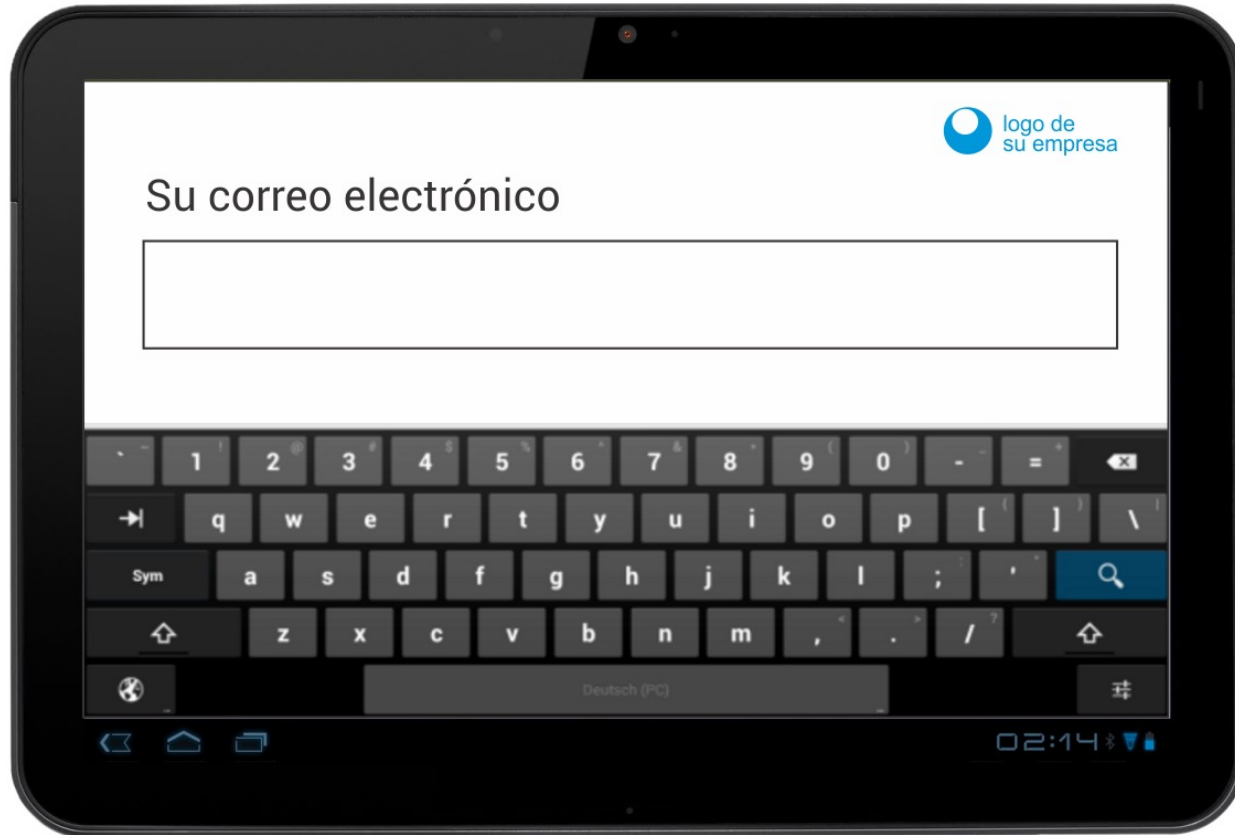 logo de
su empresa
Su correo electrónico
` ~ 1 ! 2 @ 3 # 4 $ 5 % 6 ^ 7 & 8 * 9 ( 0 ) - _ = +
q w e r t y u i o p [ { ] } \ |
Sym a s d f g h j k l ; : ' "
z x c v b n m , < . > / ?
Deutsch (PC)
02:14